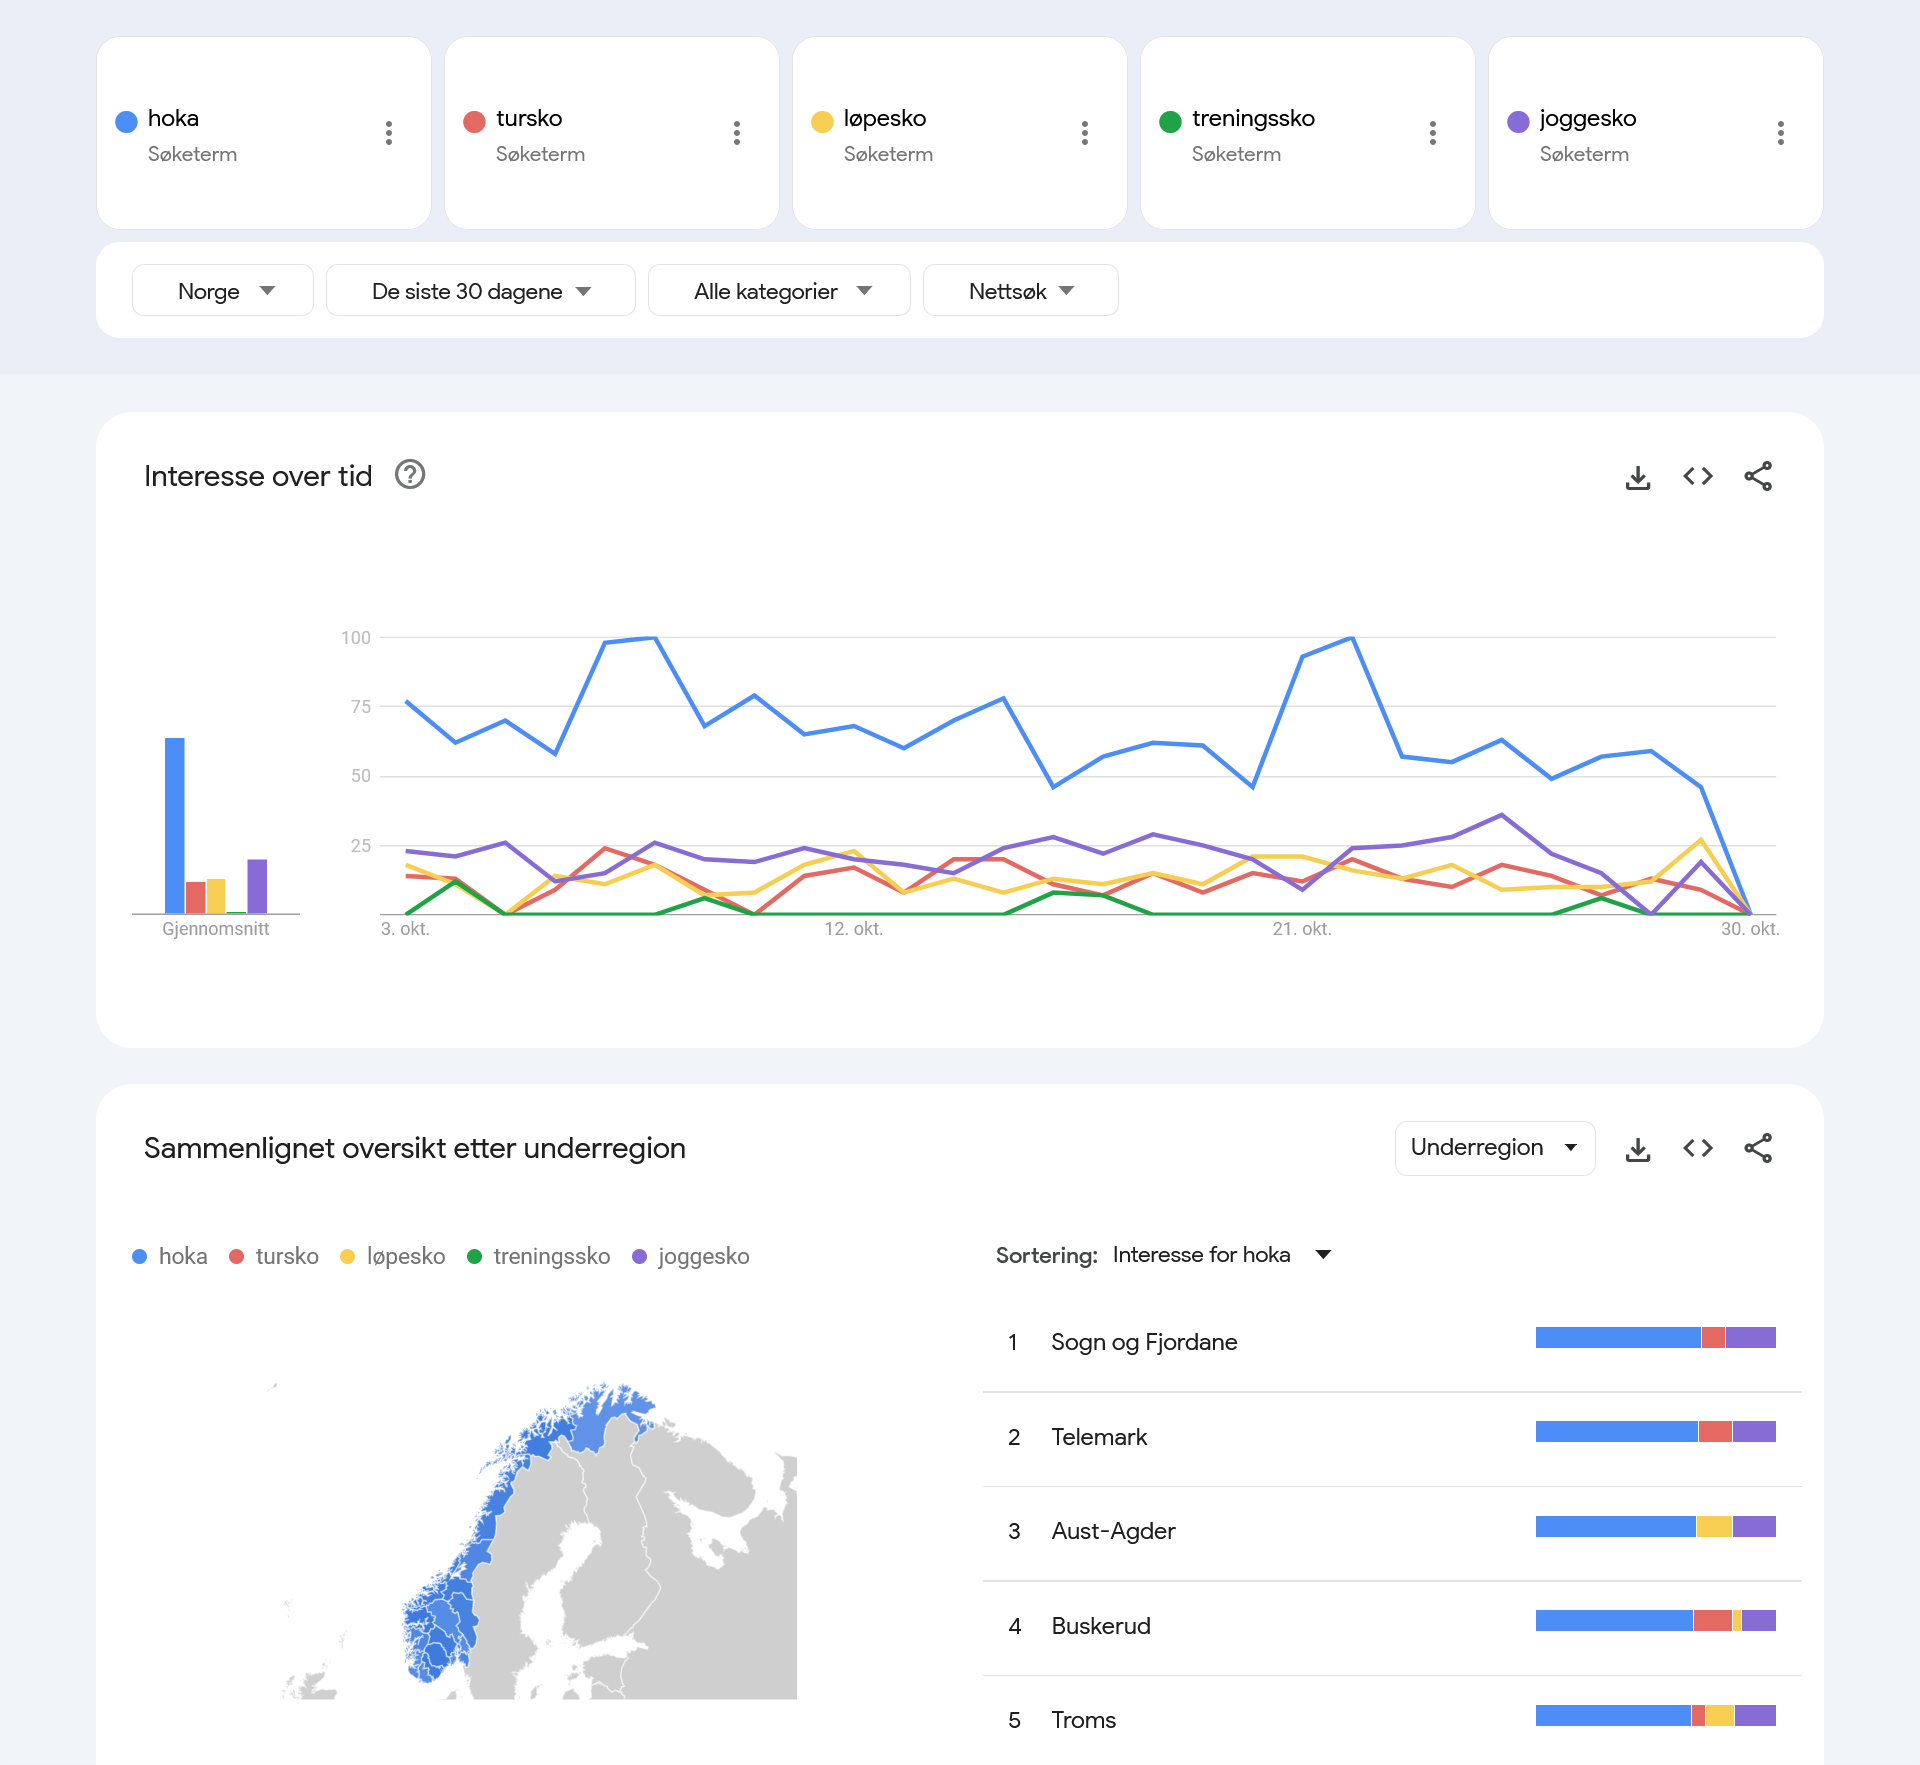 hoka
Søketerm
tursko
Søketerm
løpesko
Søketerm
treningssko
Søketerm
joggesko
Søketerm
Norge
De siste 30 dagene
Alle kategorier
Nettsøk
Interesse over tid
100
75
50
25
Gjennomsnitt
3. okt.
12. okt.
21. okt.
30. okt.
Sammenlignet oversikt etter underregion
Underregion
hoka
tursko
løpesko
treningssko
joggesko
Sortering: Interesse for hoka
1 Sogn og Fjordane
2 Telemark
3 Aust-Agder
4 Buskerud
5 Troms